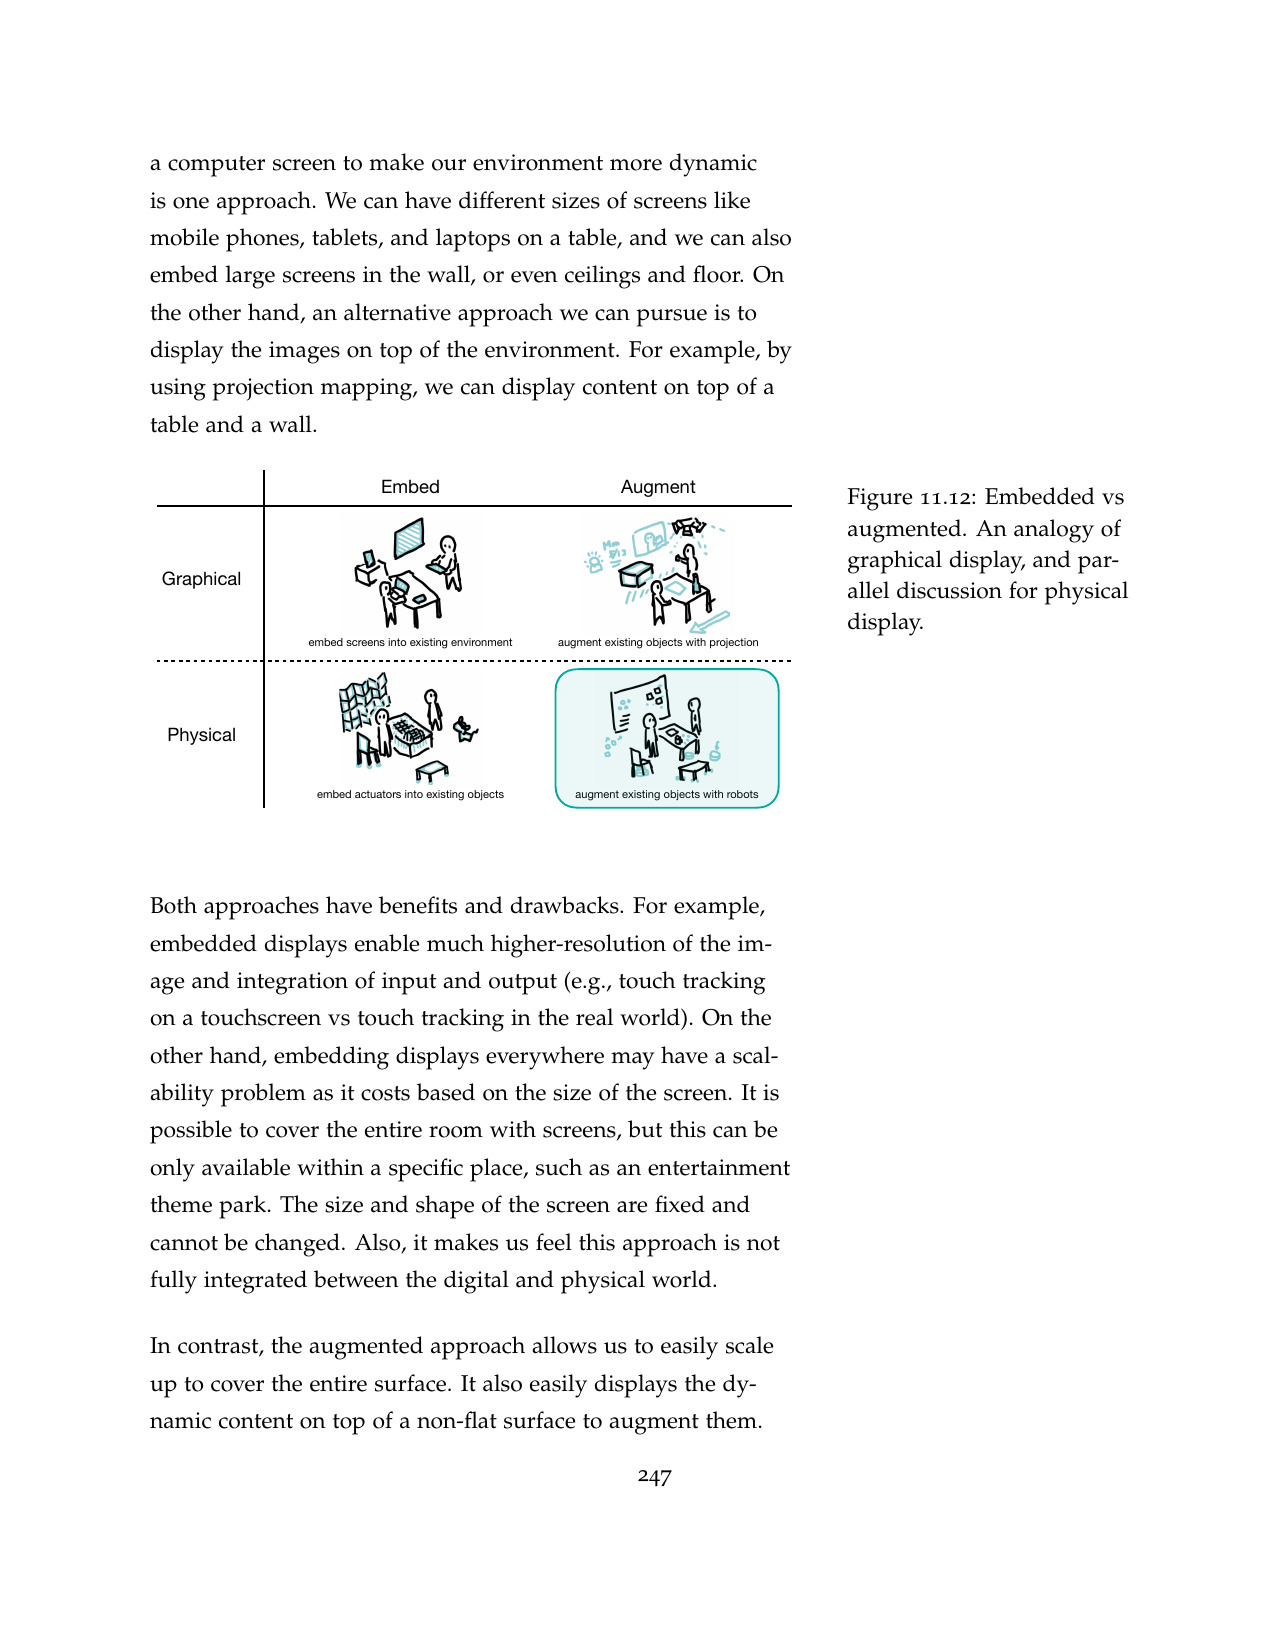 a computer screen to make our environment more dynamic
is one approach. We can have different sizes of screens like
mobile phones, tablets, and laptops on a table, and we can also
embed large screens in the wall, or even ceilings and floor. On
the other hand, an alternative approach we can pursue is to
display the images on top of the environment. For example, by
using projection mapping, we can display content on top of a
table and a wall.
Embed
Augment
Graphical
embed screens into existing environment
augment existing objects with projection
Physical
embed actuators into existing objects
augment existing objects with robots
Figure 11.12: Embedded vs
augmented. An analogy of
graphical display, and par-
allel discussion for physical
display.
Both approaches have benefits and drawbacks. For example,
embedded displays enable much higher-resolution of the im-
age and integration of input and output (e.g., touch tracking
on a touchscreen vs touch tracking in the real world). On the
other hand, embedding displays everywhere may have a scal-
ability problem as it costs based on the size of the screen. It is
possible to cover the entire room with screens, but this can be
only available within a specific place, such as an entertainment
theme park. The size and shape of the screen are fixed and
cannot be changed. Also, it makes us feel this approach is not
fully integrated between the digital and physical world.
In contrast, the augmented approach allows us to easily scale
up to cover the entire surface. It also easily displays the dy-
namic content on top of a non-flat surface to augment them.
247